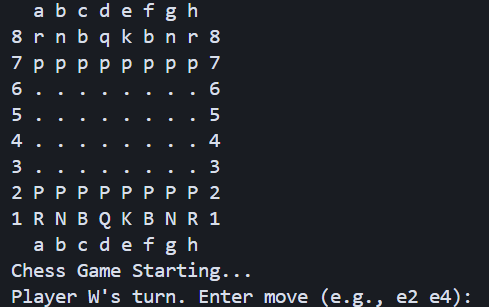 a b c d e f g h
8 r n b q k b n r 8
7 p p p p p p p p 7
6 . . . . . . . . 6
5 . . . . . . . . 5
4 . . . . . . . . 4
3 . . . . . . . . 3
2 P P P P P P P P 2
1 R N B Q K B N R 1
  a b c d e f g h
Chess Game Starting...
Player W's turn. Enter move (e.g., e2 e4):